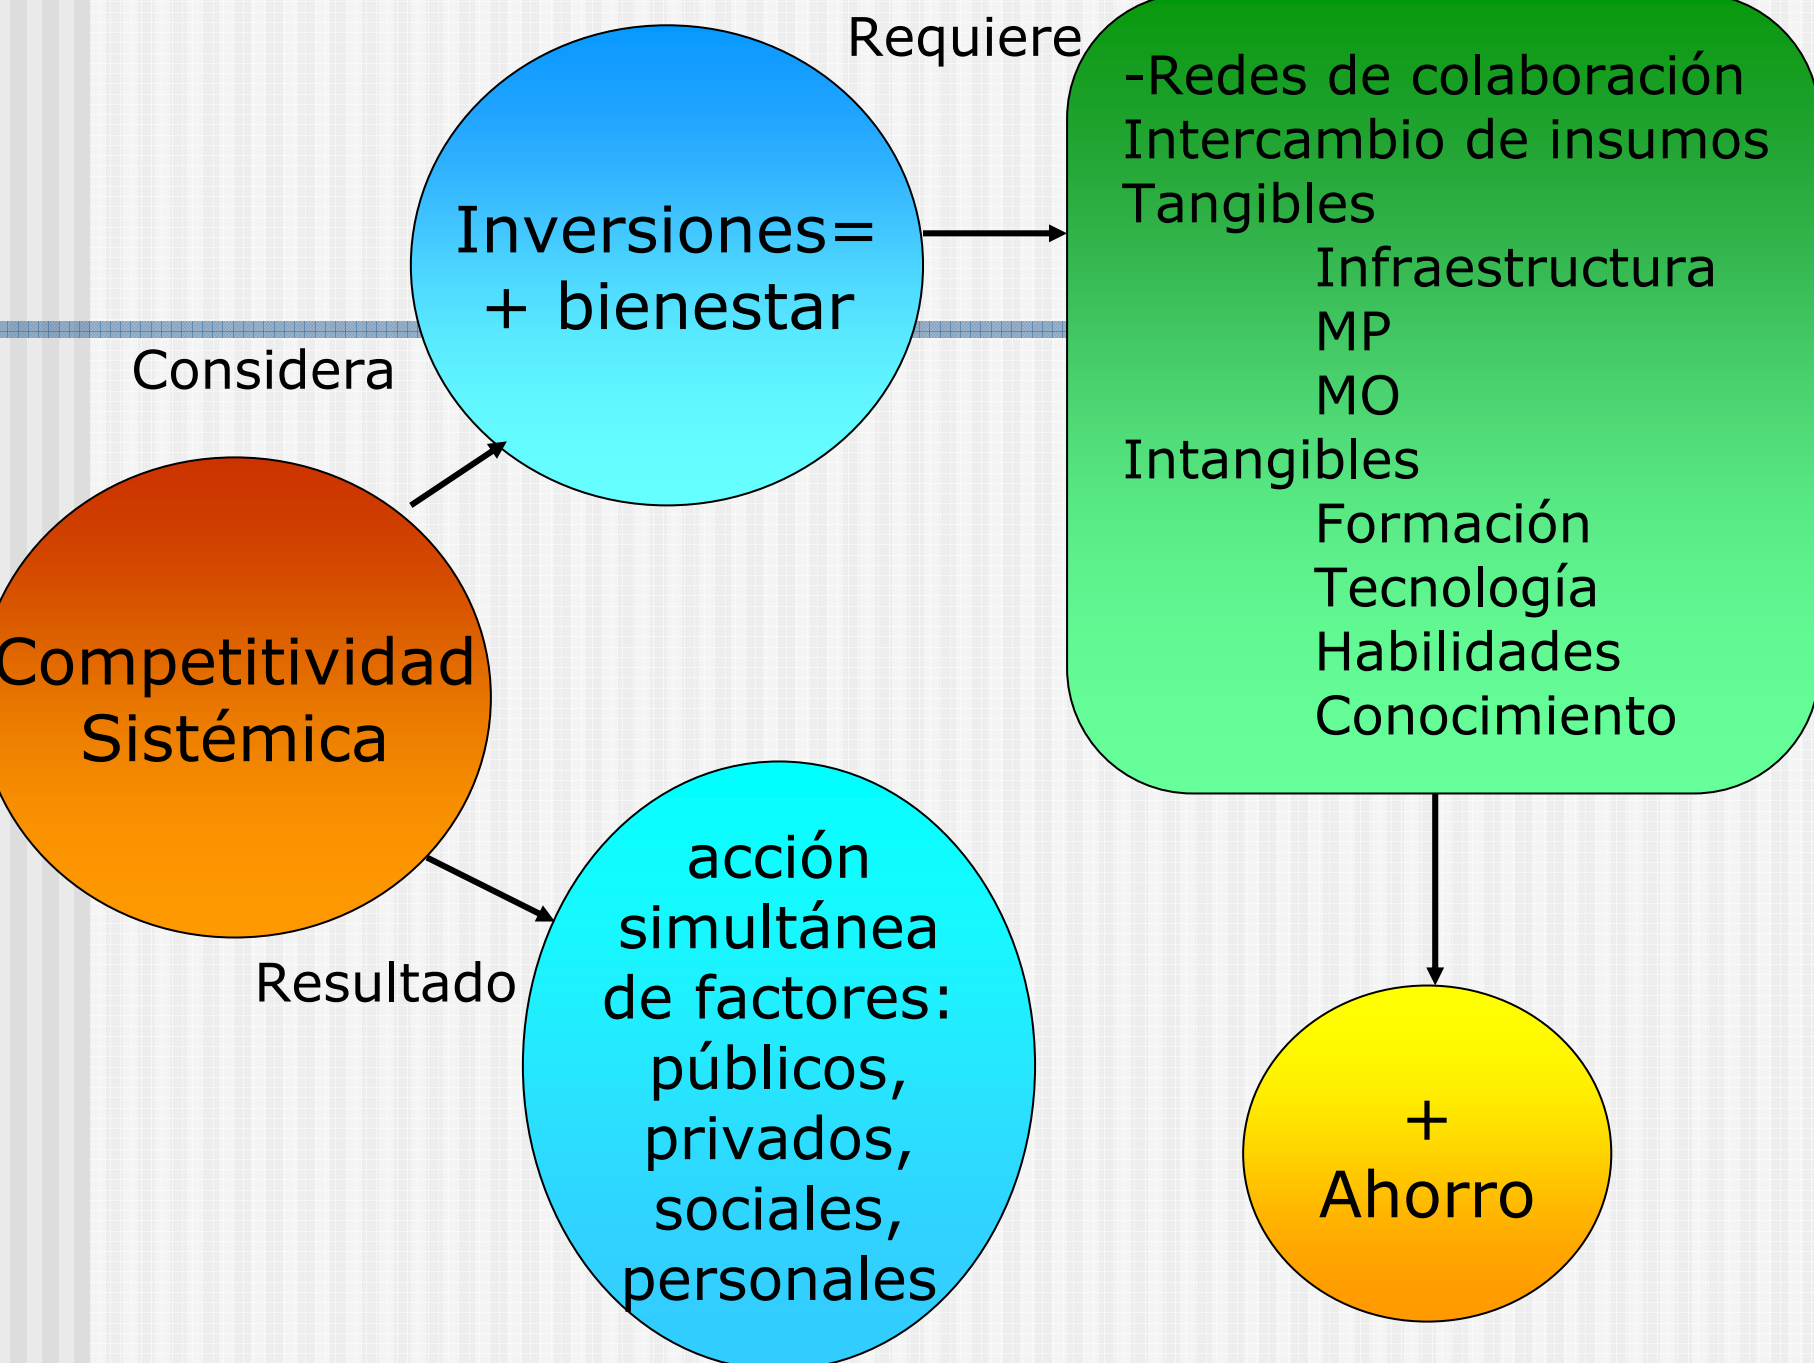 Requiere
-Redes de colaboración
Intercambio de insumos
Tangibles
Infraestructura
MP
MO
Intangibles
Formación
Tecnología
Habilidades
Conocimiento
Inversiones=
+ bienestar
Considera
Competitividad
Sistémica
Resultado
acción
simultánea
de factores:
públicos,
privados,
sociales,
personales
+
Ahorro